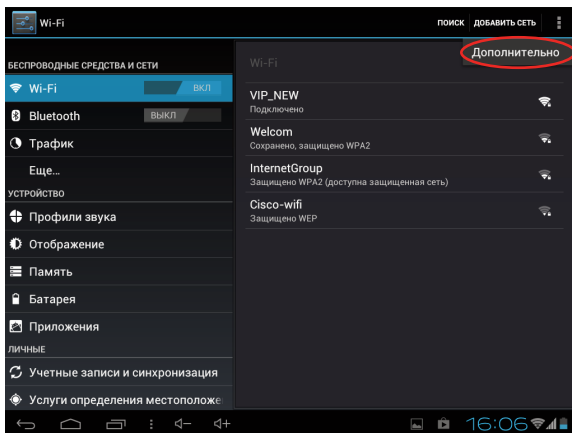 Wi-Fi
ПОИСК
ДОБАВИТЬ СЕТЬ
Дополнительно
БЕСПРОВОДНЫЕ СРЕДСТВА И СЕТИ
Wi-Fi
ВКЛ
Bluetooth
ВЫКЛ
Трафик
Еще...
УСТРОЙСТВО
Профили звука
Отображение
Память
Батарея
Приложения
ЛИЧНЫЕ
Учетные записи и синхронизация
Услуги определения местоположе
Wi-Fi
VIP_NEW
Подключено
Welcom
Сохранено, защищено WPA2
InternetGroup
Защищено WPA2 (доступна защищенная сеть)
Cisco-wifi
Защищено WEP
16:06